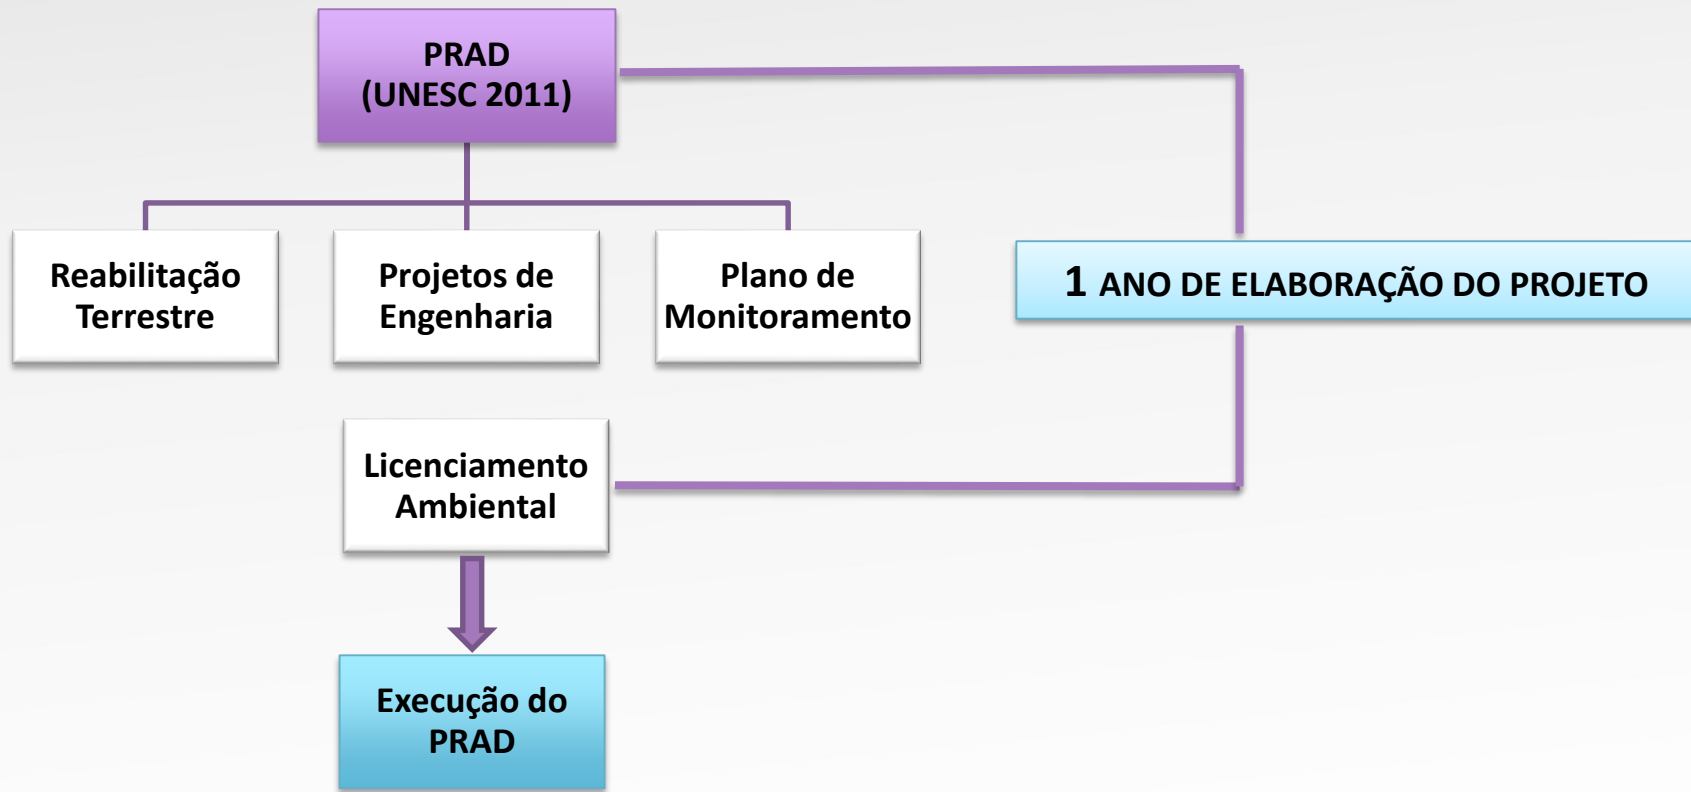 PRAD
(UNESC 2011)
Reabilitação
Terrestre
Projetos de
Engenharia
Plano de
Monitoramento
1 ANO DE ELABORAÇÃO DO PROJETO
Licenciamento
Ambiental
Execução do
PRAD